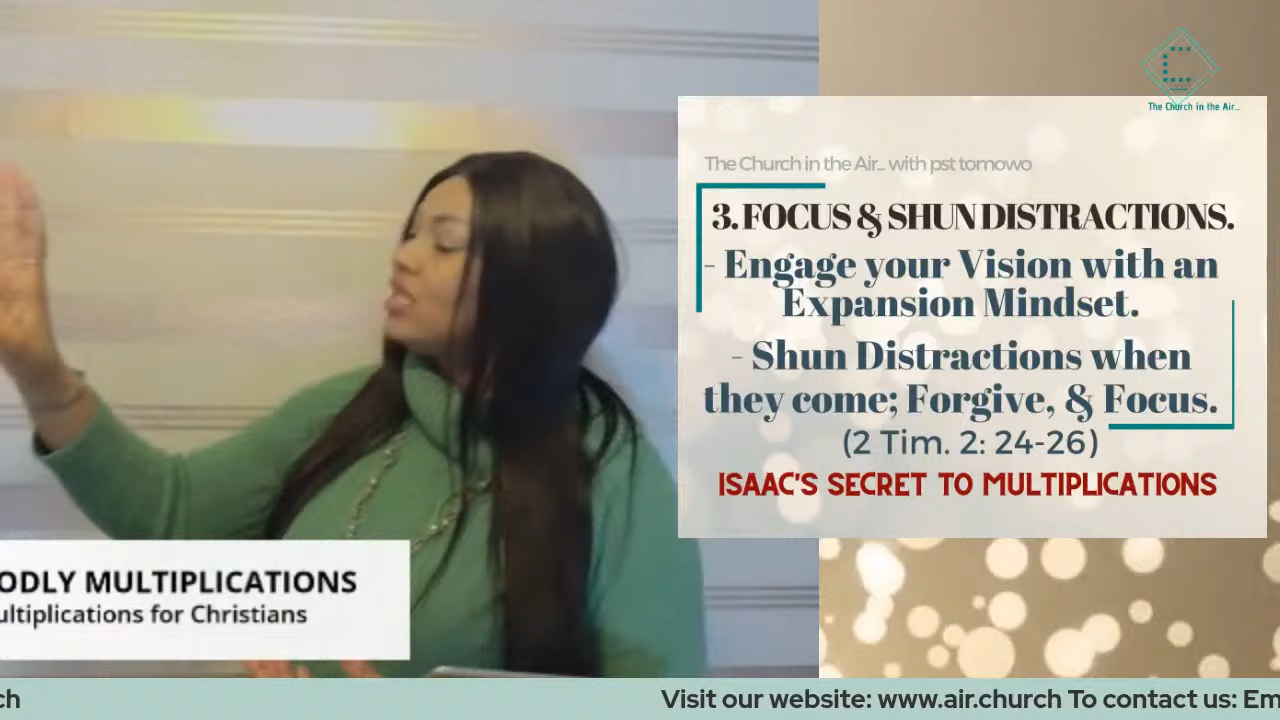 The Church in the Air...
The Church in the Air... with pst tomowo
3. FOCUS & SHUN DISTRACTIONS.
- Engage your Vision with an
Expansion Mindset.
- Shun Distractions when
they come; Forgive, & Focus.
(2 Tim. 2: 24-26)
ISAAC'S SECRET TO MULTIPLICATIONS
ODLY MULTIPLICATIONS
ultiplications for Christians
ch Visit our website: www.air.church To contact us: Em